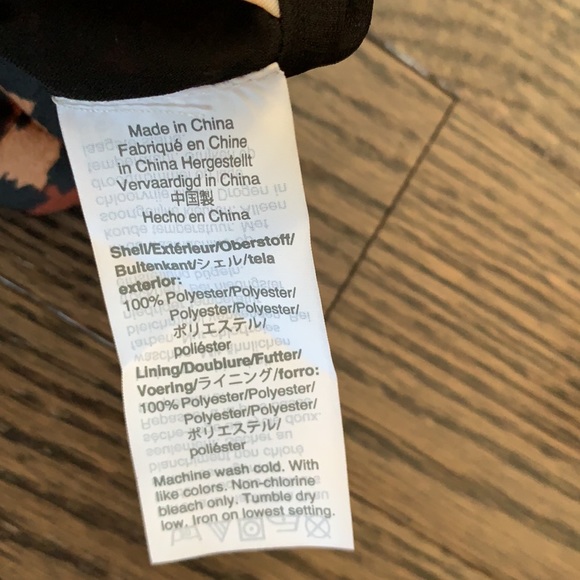 Made in China
Fabriqué en Chine
in China Hergestellt
Vervaardigd in China
中国製
Hecho en China
Shell/Extérieur/Oberstoff/
Buitenkant/シェル/tela
exterior:
100% Polyester/Polyester/
Polyester/Polyester/
ポリエステル/
poliéster
Lining/Doublure/Futter/
Voering/ライニング/forro:
100% Polyester/Polyester/
Polyester/Polyester/
ポリエステル/
poliéster
Machine wash cold. With
like colors. Non-chlorine
bleach only. Tumble dry
low. Iron on lowest setting.